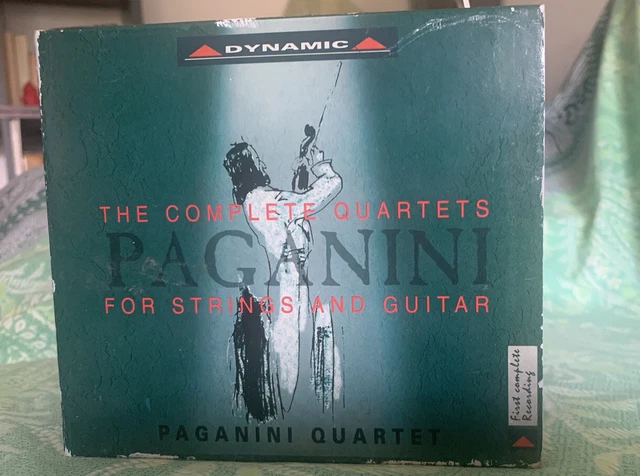 DYNAMIC
THE COMPLETE QUARTETS
PAGANINI
FOR STRINGS AND GUITAR
First complete
Recording
PAGANINI QUARTET